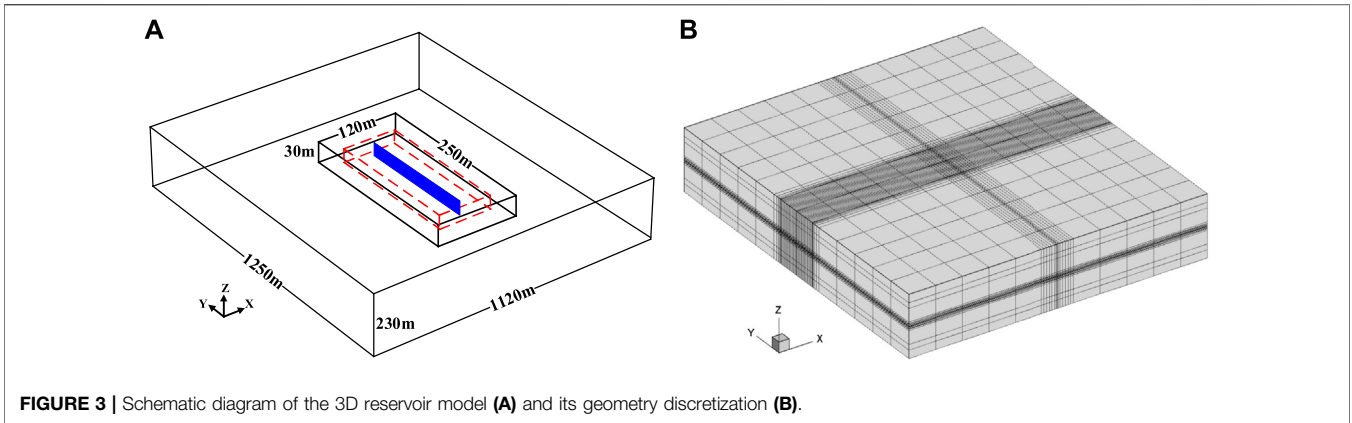 A
B
120m
30m
250m
1250m
1120m
230m
Z
Y
X
Z
Y
X
FIGURE 3 | Schematic diagram of the 3D reservoir model (A) and its geometry discretization (B).